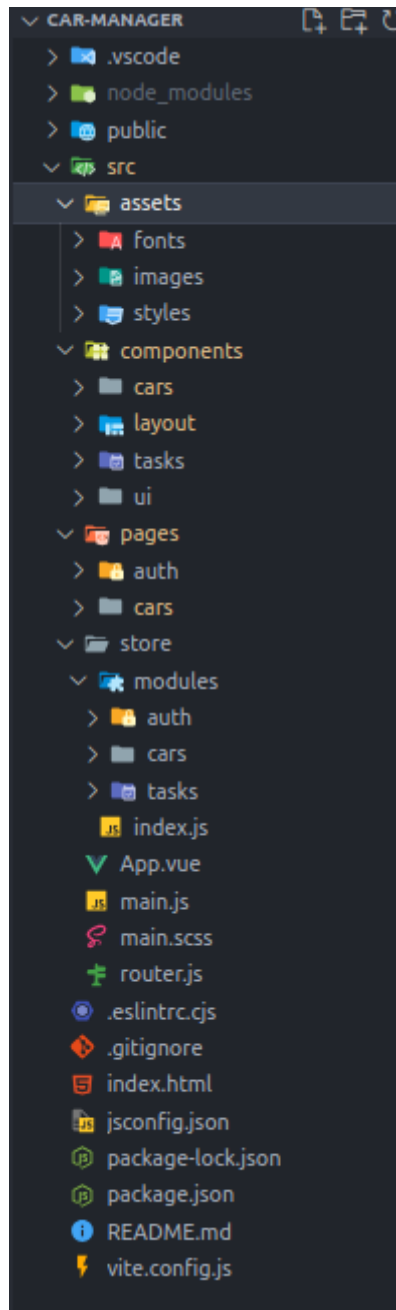 CAR-MANAGER
.vscode
node_modules
public
src
assets
fonts
images
styles
components
cars
layout
tasks
ui
pages
auth
cars
store
modules
auth
cars
tasks
index.js
App.vue
main.js
main.scss
router.js
.eslintrc.cjs
.gitignore
index.html
jsconfig.json
package-lock.json
package.json
README.md
vite.config.js